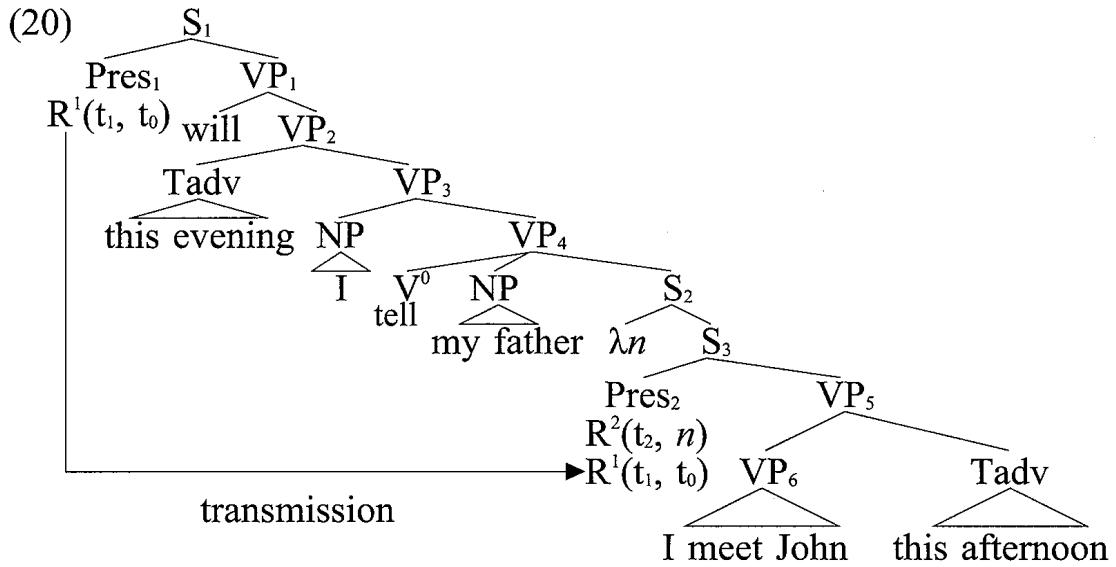 (20) S₁
Pres₁ VP₁
R¹(t₁, t₀) will VP₂
Tadv VP₃
this evening NP VP₄
I V⁰ NP S₂
tell my father λn S₃
Pres₂ VP₅
R²(t₂, n)
R¹(t₁, t₀) VP₆ Tadv
transmission
I meet John this afternoon